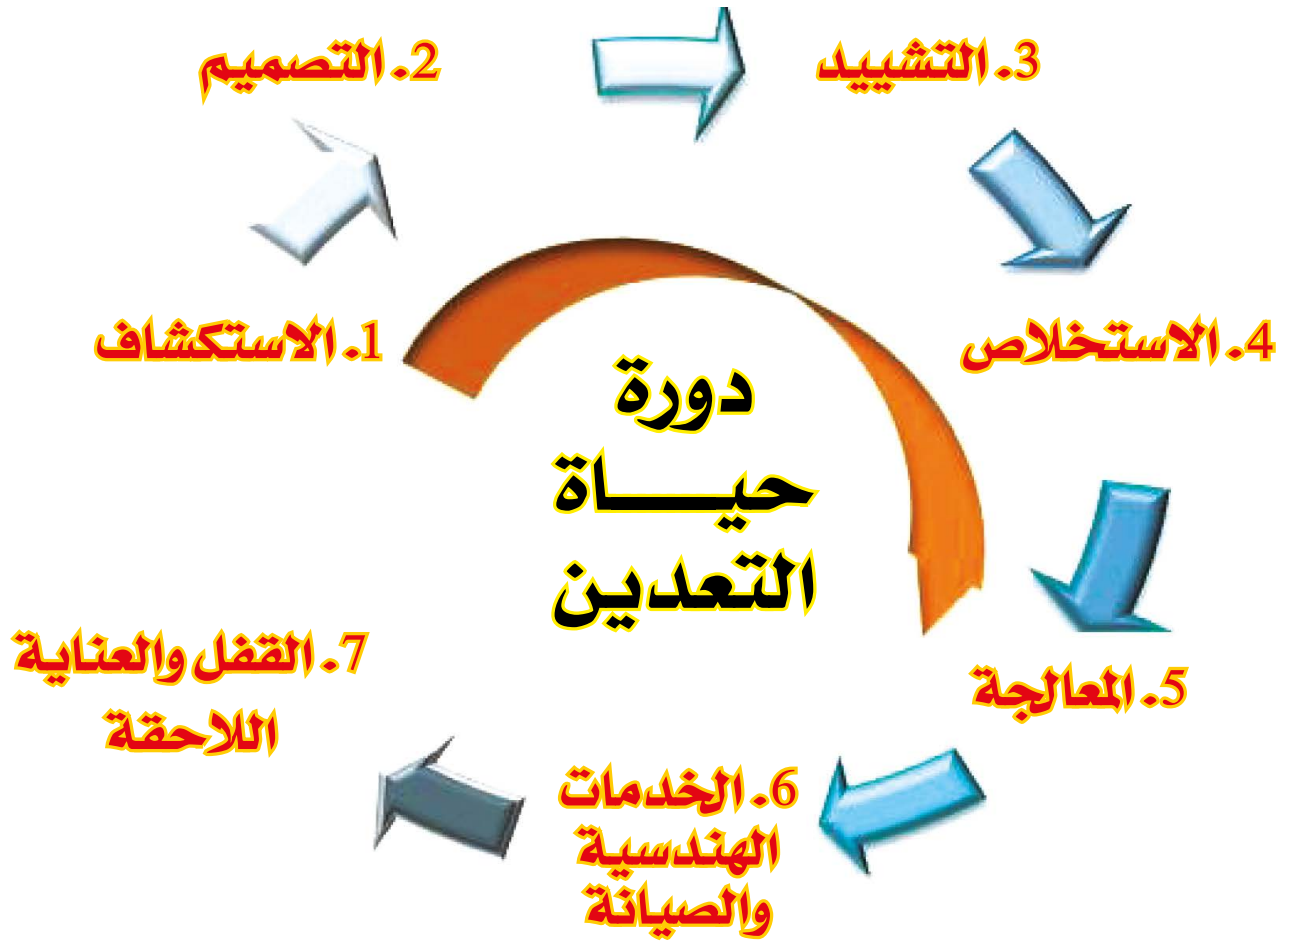 دورة
حياة
التعدين
1. الاستكشاف
2. التصميم
3. التشييد
4. الاستخلاص
5. المعالجة
6. الخدمات
الهندسية
والصيانة
7. القفل والعناية
اللاحقة